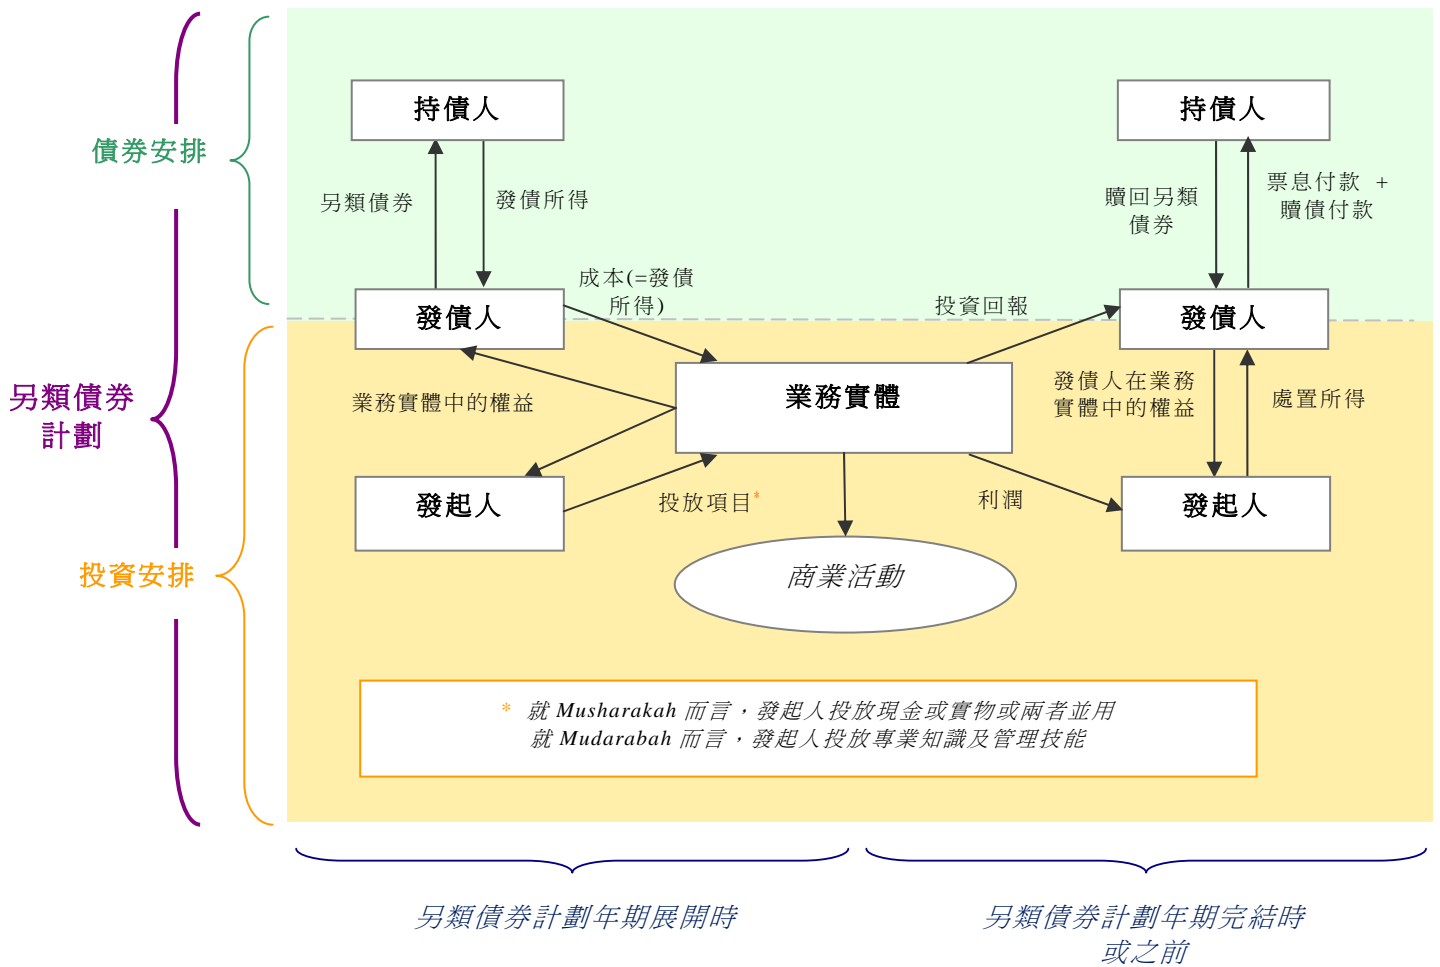 持債人
持債人
債券安排
另類債券
發債所得
贖回另類
債券
票息付款 +
贖債付款
成本(=發債
所得)
投資回報
發債人
發債人
另類債券
計劃
業務實體中的權益
業務實體
發債人在業務
實體中的權益
處置所得
發起人
投放項目*
利潤
發起人
投資安排
商業活動
* 就 Musharakah 而言，發起人投放現金或實物或兩者並用
就 Mudarabah 而言，發起人投放專業知識及管理技能
另類債券計劃年期展開時
另類債券計劃年期完結時
或之前